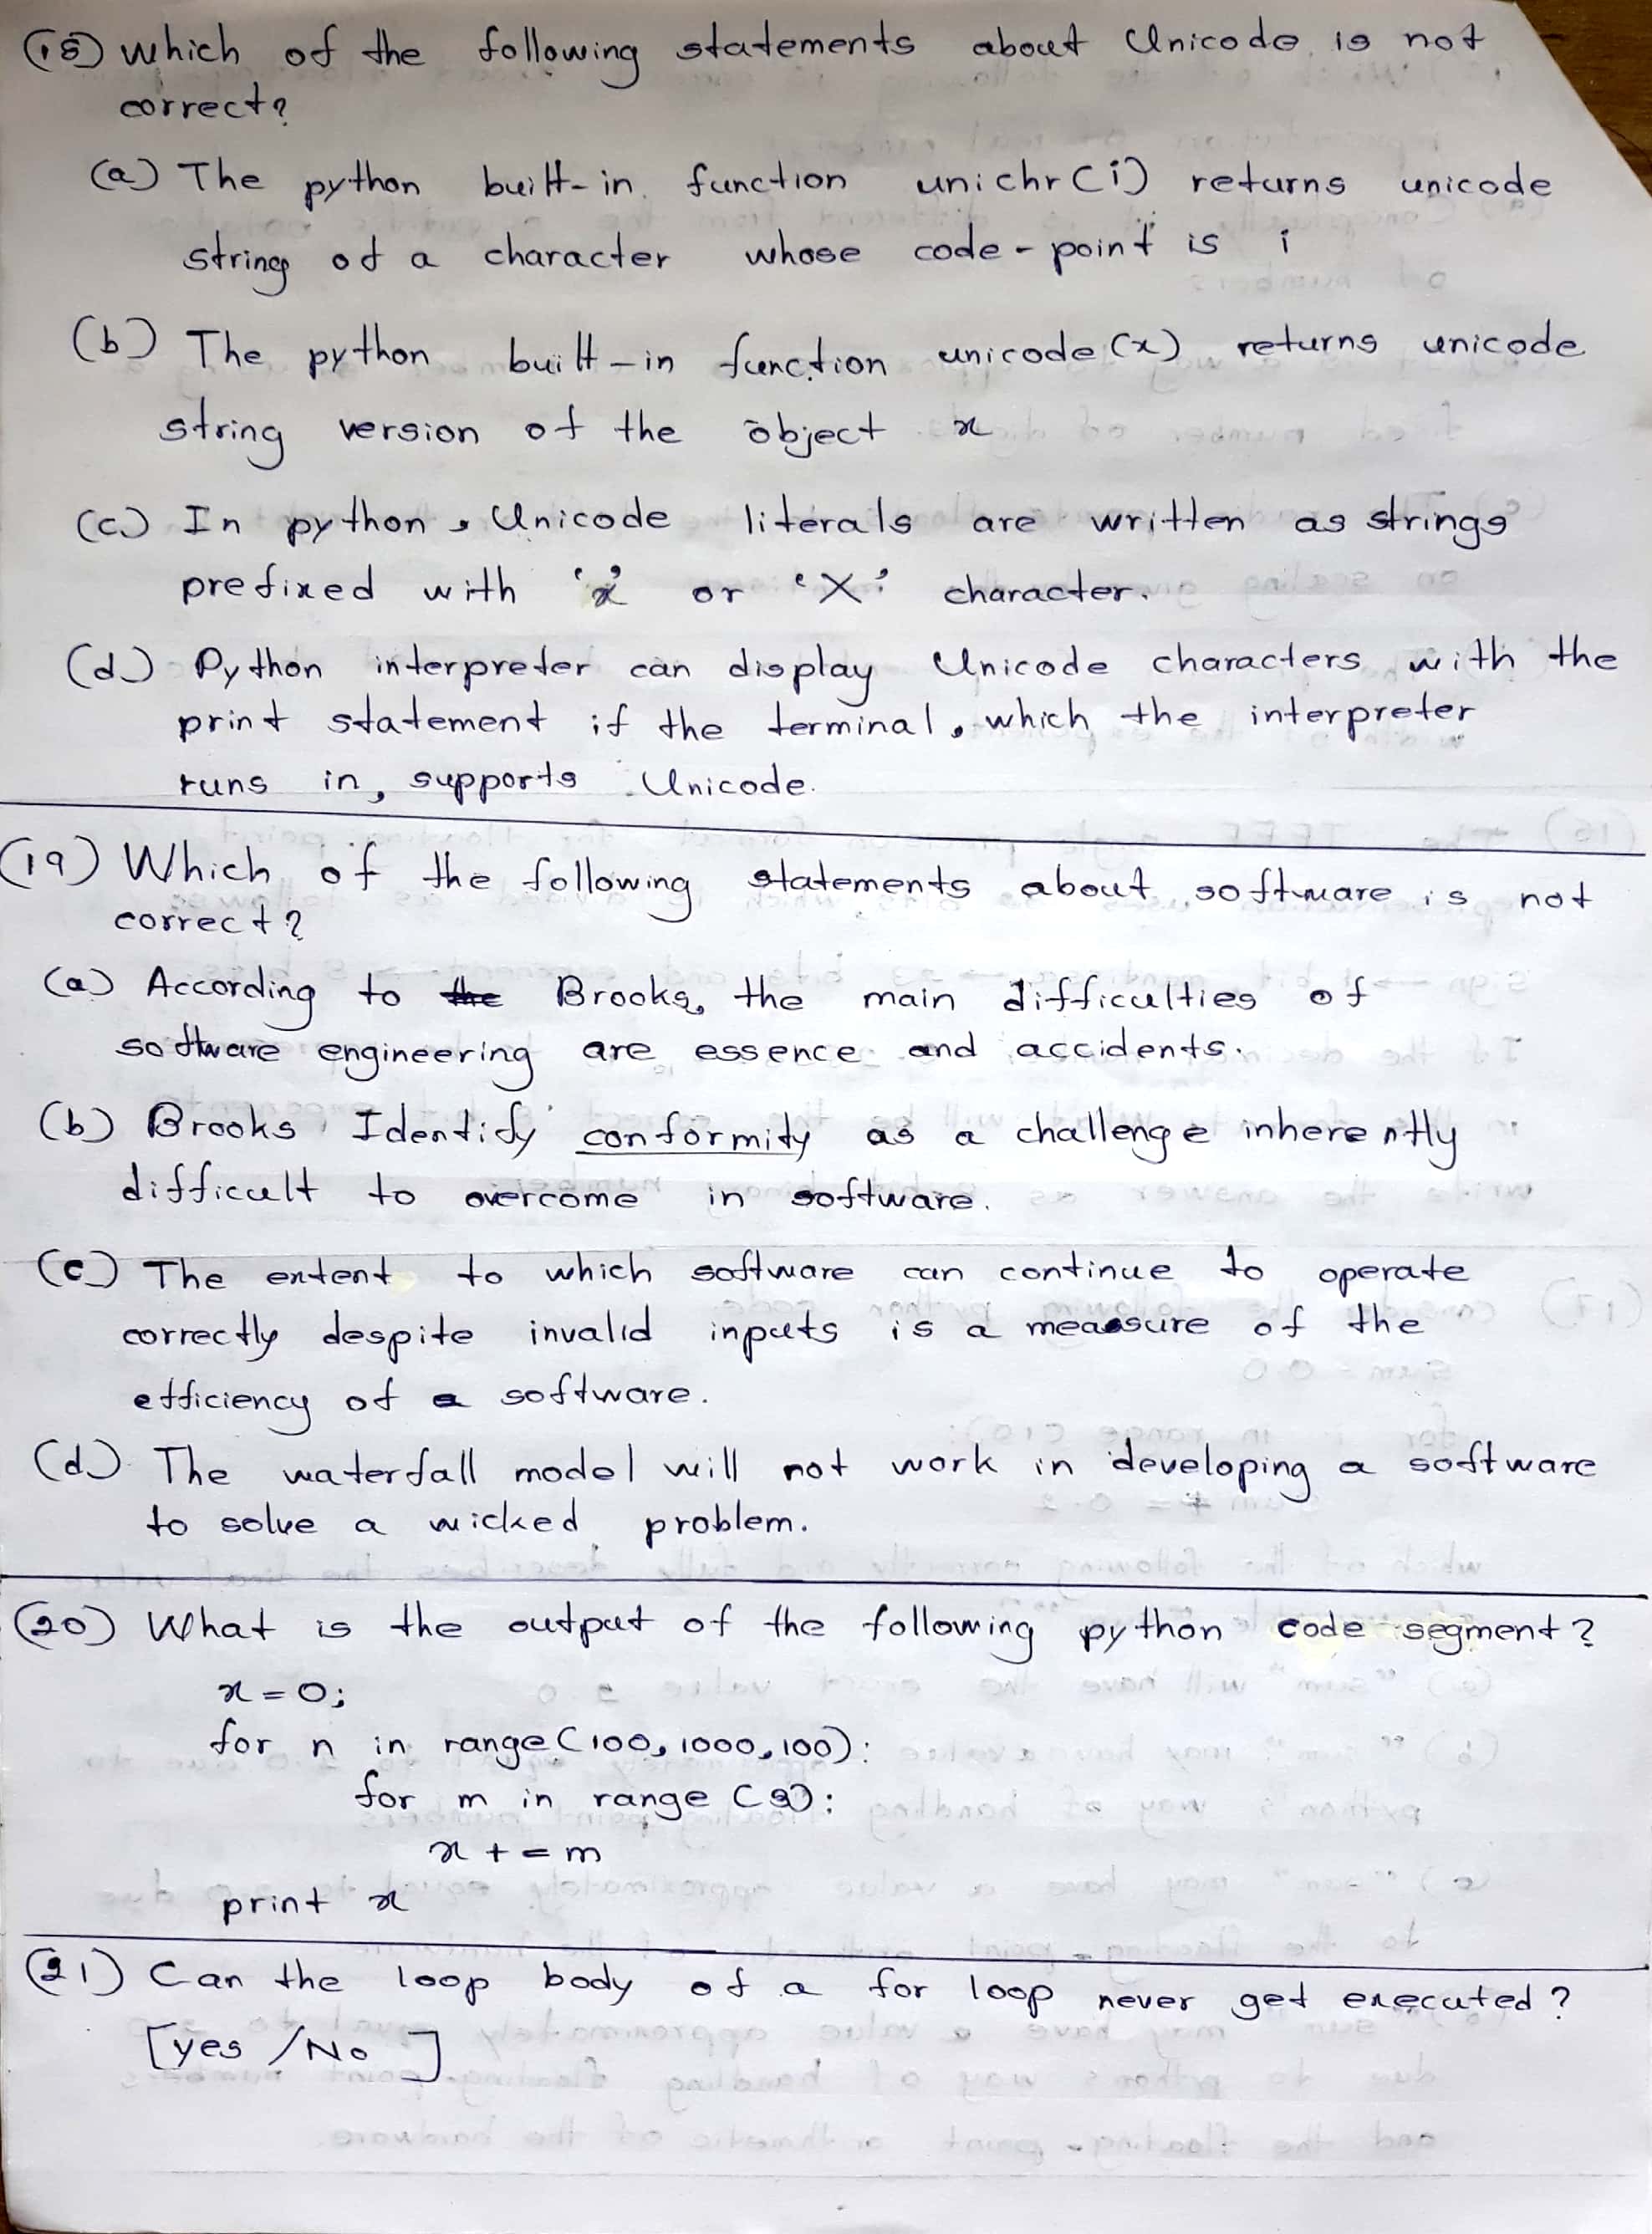 (18) which of the following statements about Unicode is not
correct?
(a) The python built-in function unichr(i) returns unicode
string of a character whose code-point is i
(b) The python built-in function unicode(x) returns unicode
string version of the object x
(c) In python, Unicode literals are written as strings
prefixed with 'x' or 'X' character.
(d) Python interpreter can display Unicode characters with the
print statement if the terminal, which the interpreter
runs in, supports Unicode.
(19) Which of the following statements about software is not
correct?
(a) According to the Brooks, the main difficulties of
software engineering are essence and accidents.
(b) Brooks Identify conformity as a challenge inherently
difficult to overcome in software.
(c) The extent to which software can continue to operate
correctly despite invalid inputs is a measure of the
efficiency of a software.
(d) The waterfall model will not work in developing a software
to solve a wicked problem.
(20) What is the output of the following python code segment?
x=0;
for n in range(100,1000,100):
for m in range ():
x += m
print x
(21) Can the loop body of a for loop never get executed?
[yes /No ]